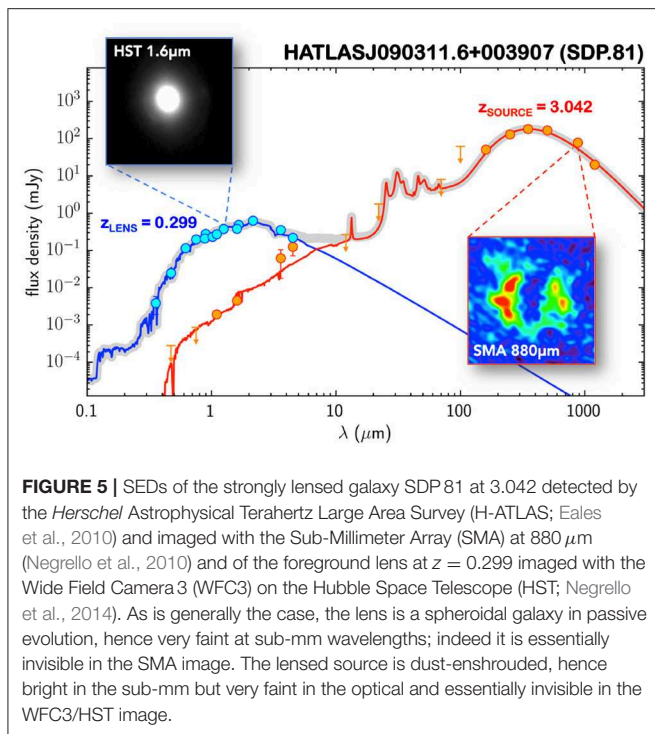 HATLASJ090311.6+003907 (SDP.81)
HST 1.6μm
z_SOURCE = 3.042
z_LENS = 0.299
SMA 880μm
flux density (mJy)
10³
10²
10¹
10⁰
10⁻¹
10⁻²
10⁻³
10⁻⁴
0.1 1 10 100 1000
λ (μm)
FIGURE 5 | SEDs of the strongly lensed galaxy SDP 81 at 3.042 detected by
the Herschel Astrophysical Terahertz Large Area Survey (H-ATLAS; Eales
et al., 2010) and imaged with the Sub-Millimeter Array (SMA) at 880 μm
(Negrello et al., 2010) and of the foreground lens at z = 0.299 imaged with the
Wide Field Camera 3 (WFC3) on the Hubble Space Telescope (HST; Negrello
et al., 2014). As is generally the case, the lens is a spheroidal galaxy in passive
evolution, hence very faint at sub-mm wavelengths; indeed it is essentially
invisible in the SMA image. The lensed source is dust-enshrouded, hence
bright in the sub-mm but very faint in the optical and essentially invisible in the
WFC3/HST image.